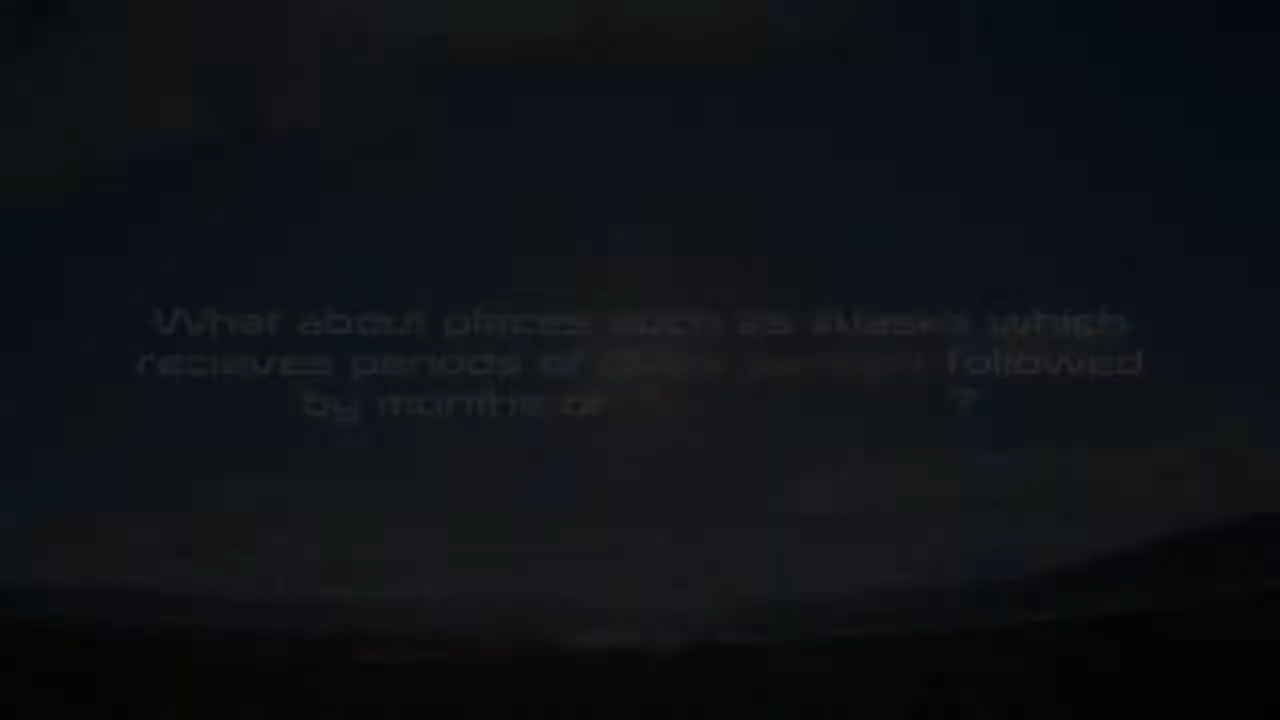 What about places such as Alaska which
recieves periods of followed
by months of ?